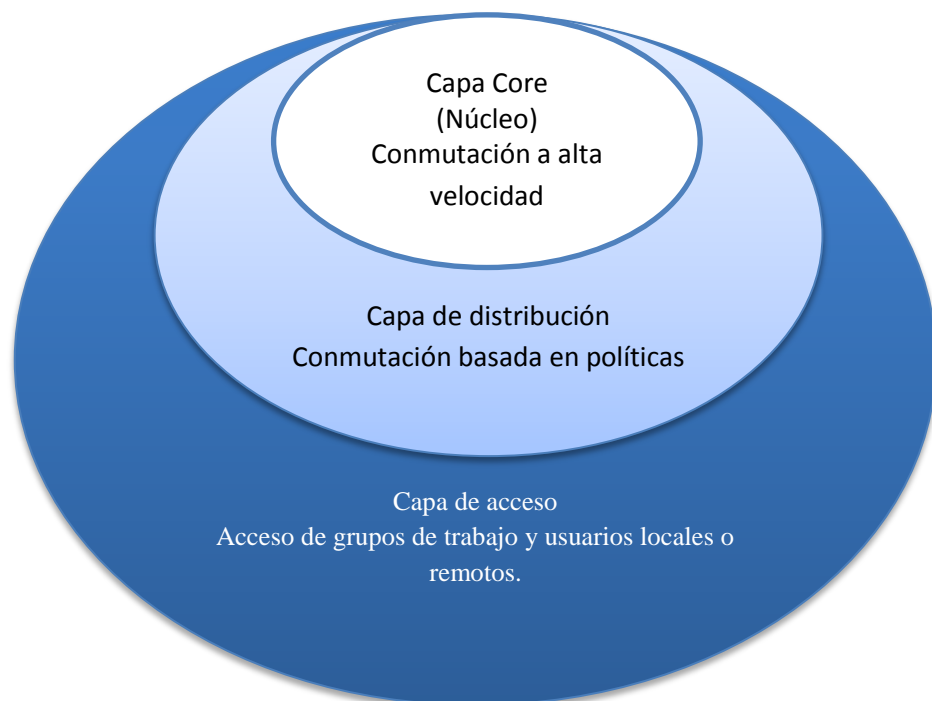 Capa Core
(Núcleo)
Conmutación a alta
velocidad
Capa de distribución
Conmutación basada en políticas
Capa de acceso
Acceso de grupos de trabajo y usuarios locales o
remotos.